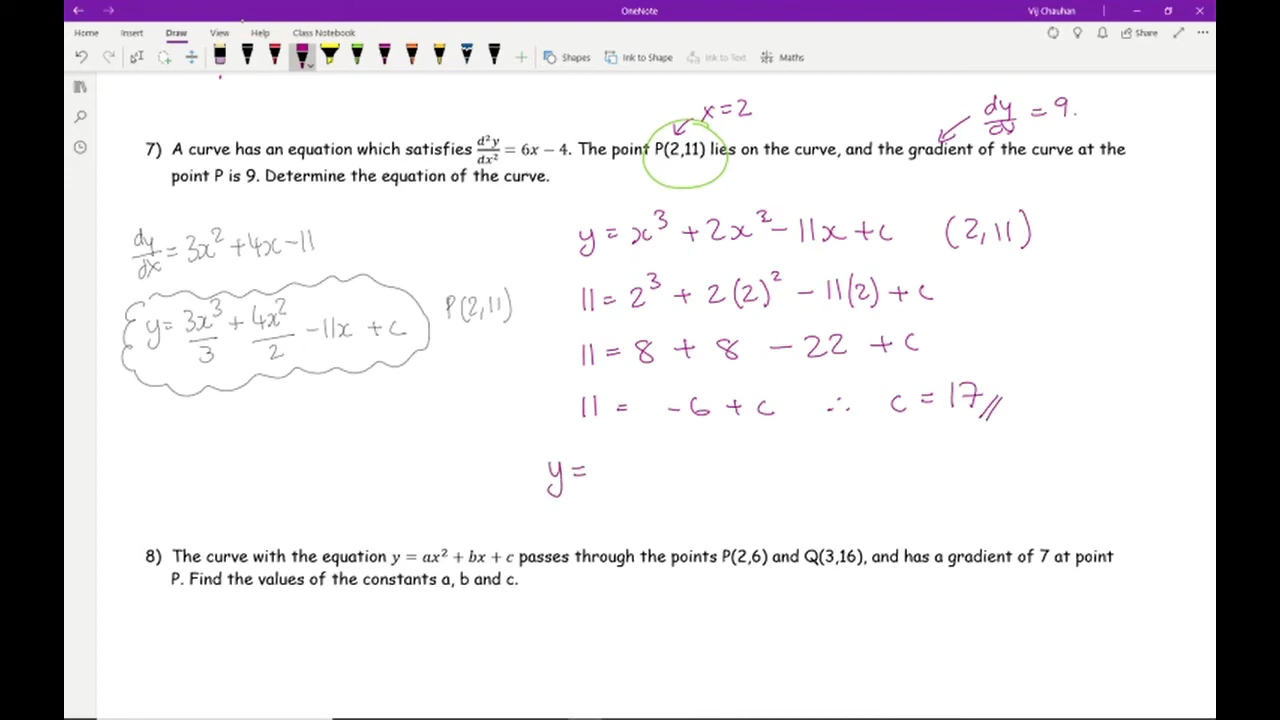 OneNote
Vij Chauhan
Home Insert Draw View Help Class Notebook
Share
Shapes Ink to Shape Ink to Text Maths
x = 2
dy/dx = 9.
7) A curve has an equation which satisfies d²y/dx² = 6x − 4. The point P(2,11) lies on the curve, and the gradient of the curve at the
point P is 9. Determine the equation of the curve.
dy/dx = 3x² + 4x − 11
y = 3x³/3 + 4x²/2 − 11x + c P(2,11)
y = x³ + 2x² − 11x + c (2,11)
11 = 2³ + 2(2)² − 11(2) + c
11 = 8 + 8 − 22 + c
11 = −6 + c ∴ c = 17//
y =
8) The curve with the equation y = ax² + bx + c passes through the points P(2,6) and Q(3,16), and has a gradient of 7 at point
P. Find the values of the constants a, b and c.